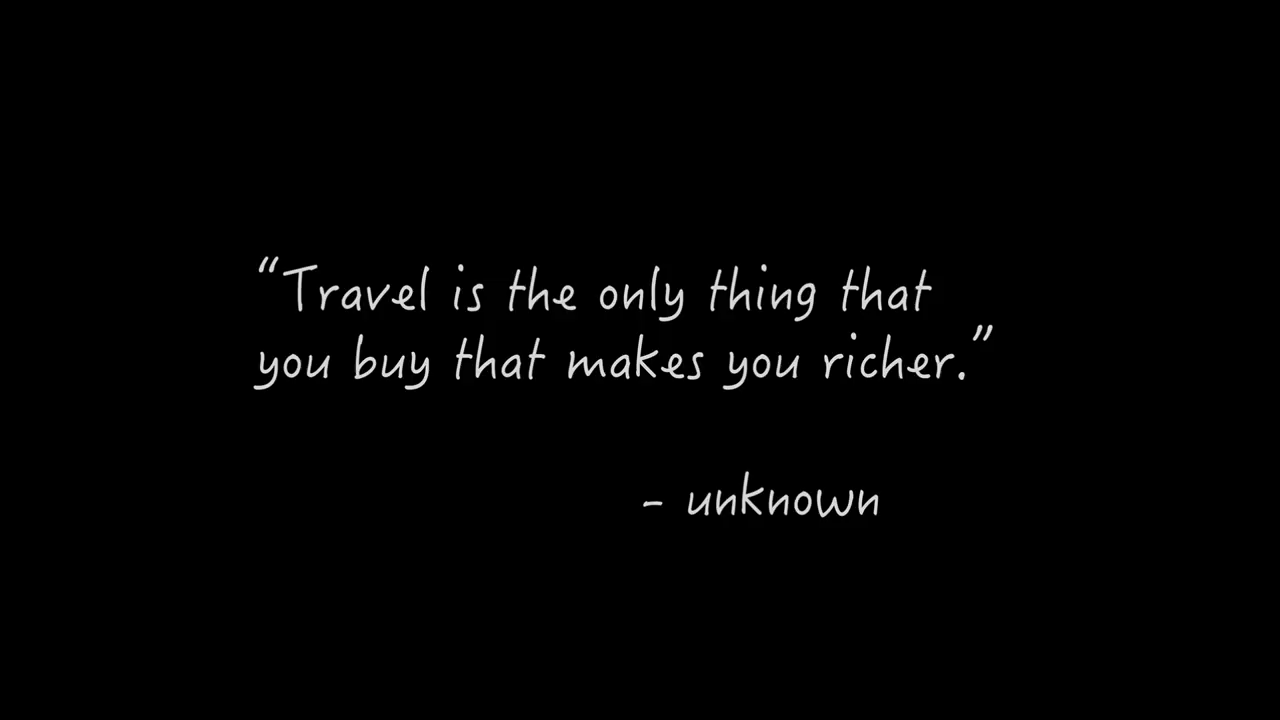 “Travel is the only thing that
you buy that makes you richer.”
- unknown